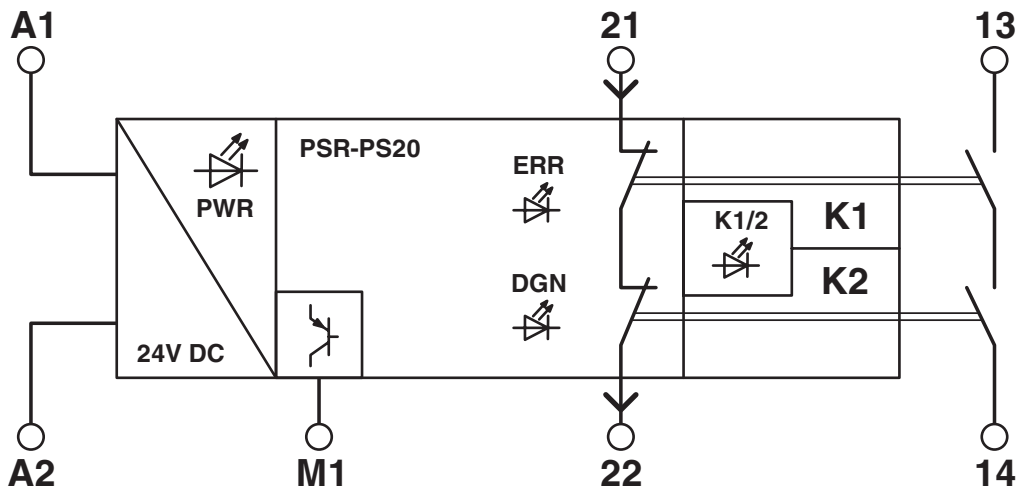 A1
21
13
PSR-PS20
ERR
PWR
K1/2
K1
DGN
K2
24V DC
A2
M1
22
14